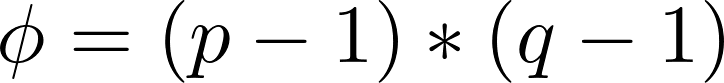 ϕ = (p − 1) ∗ (q − 1)